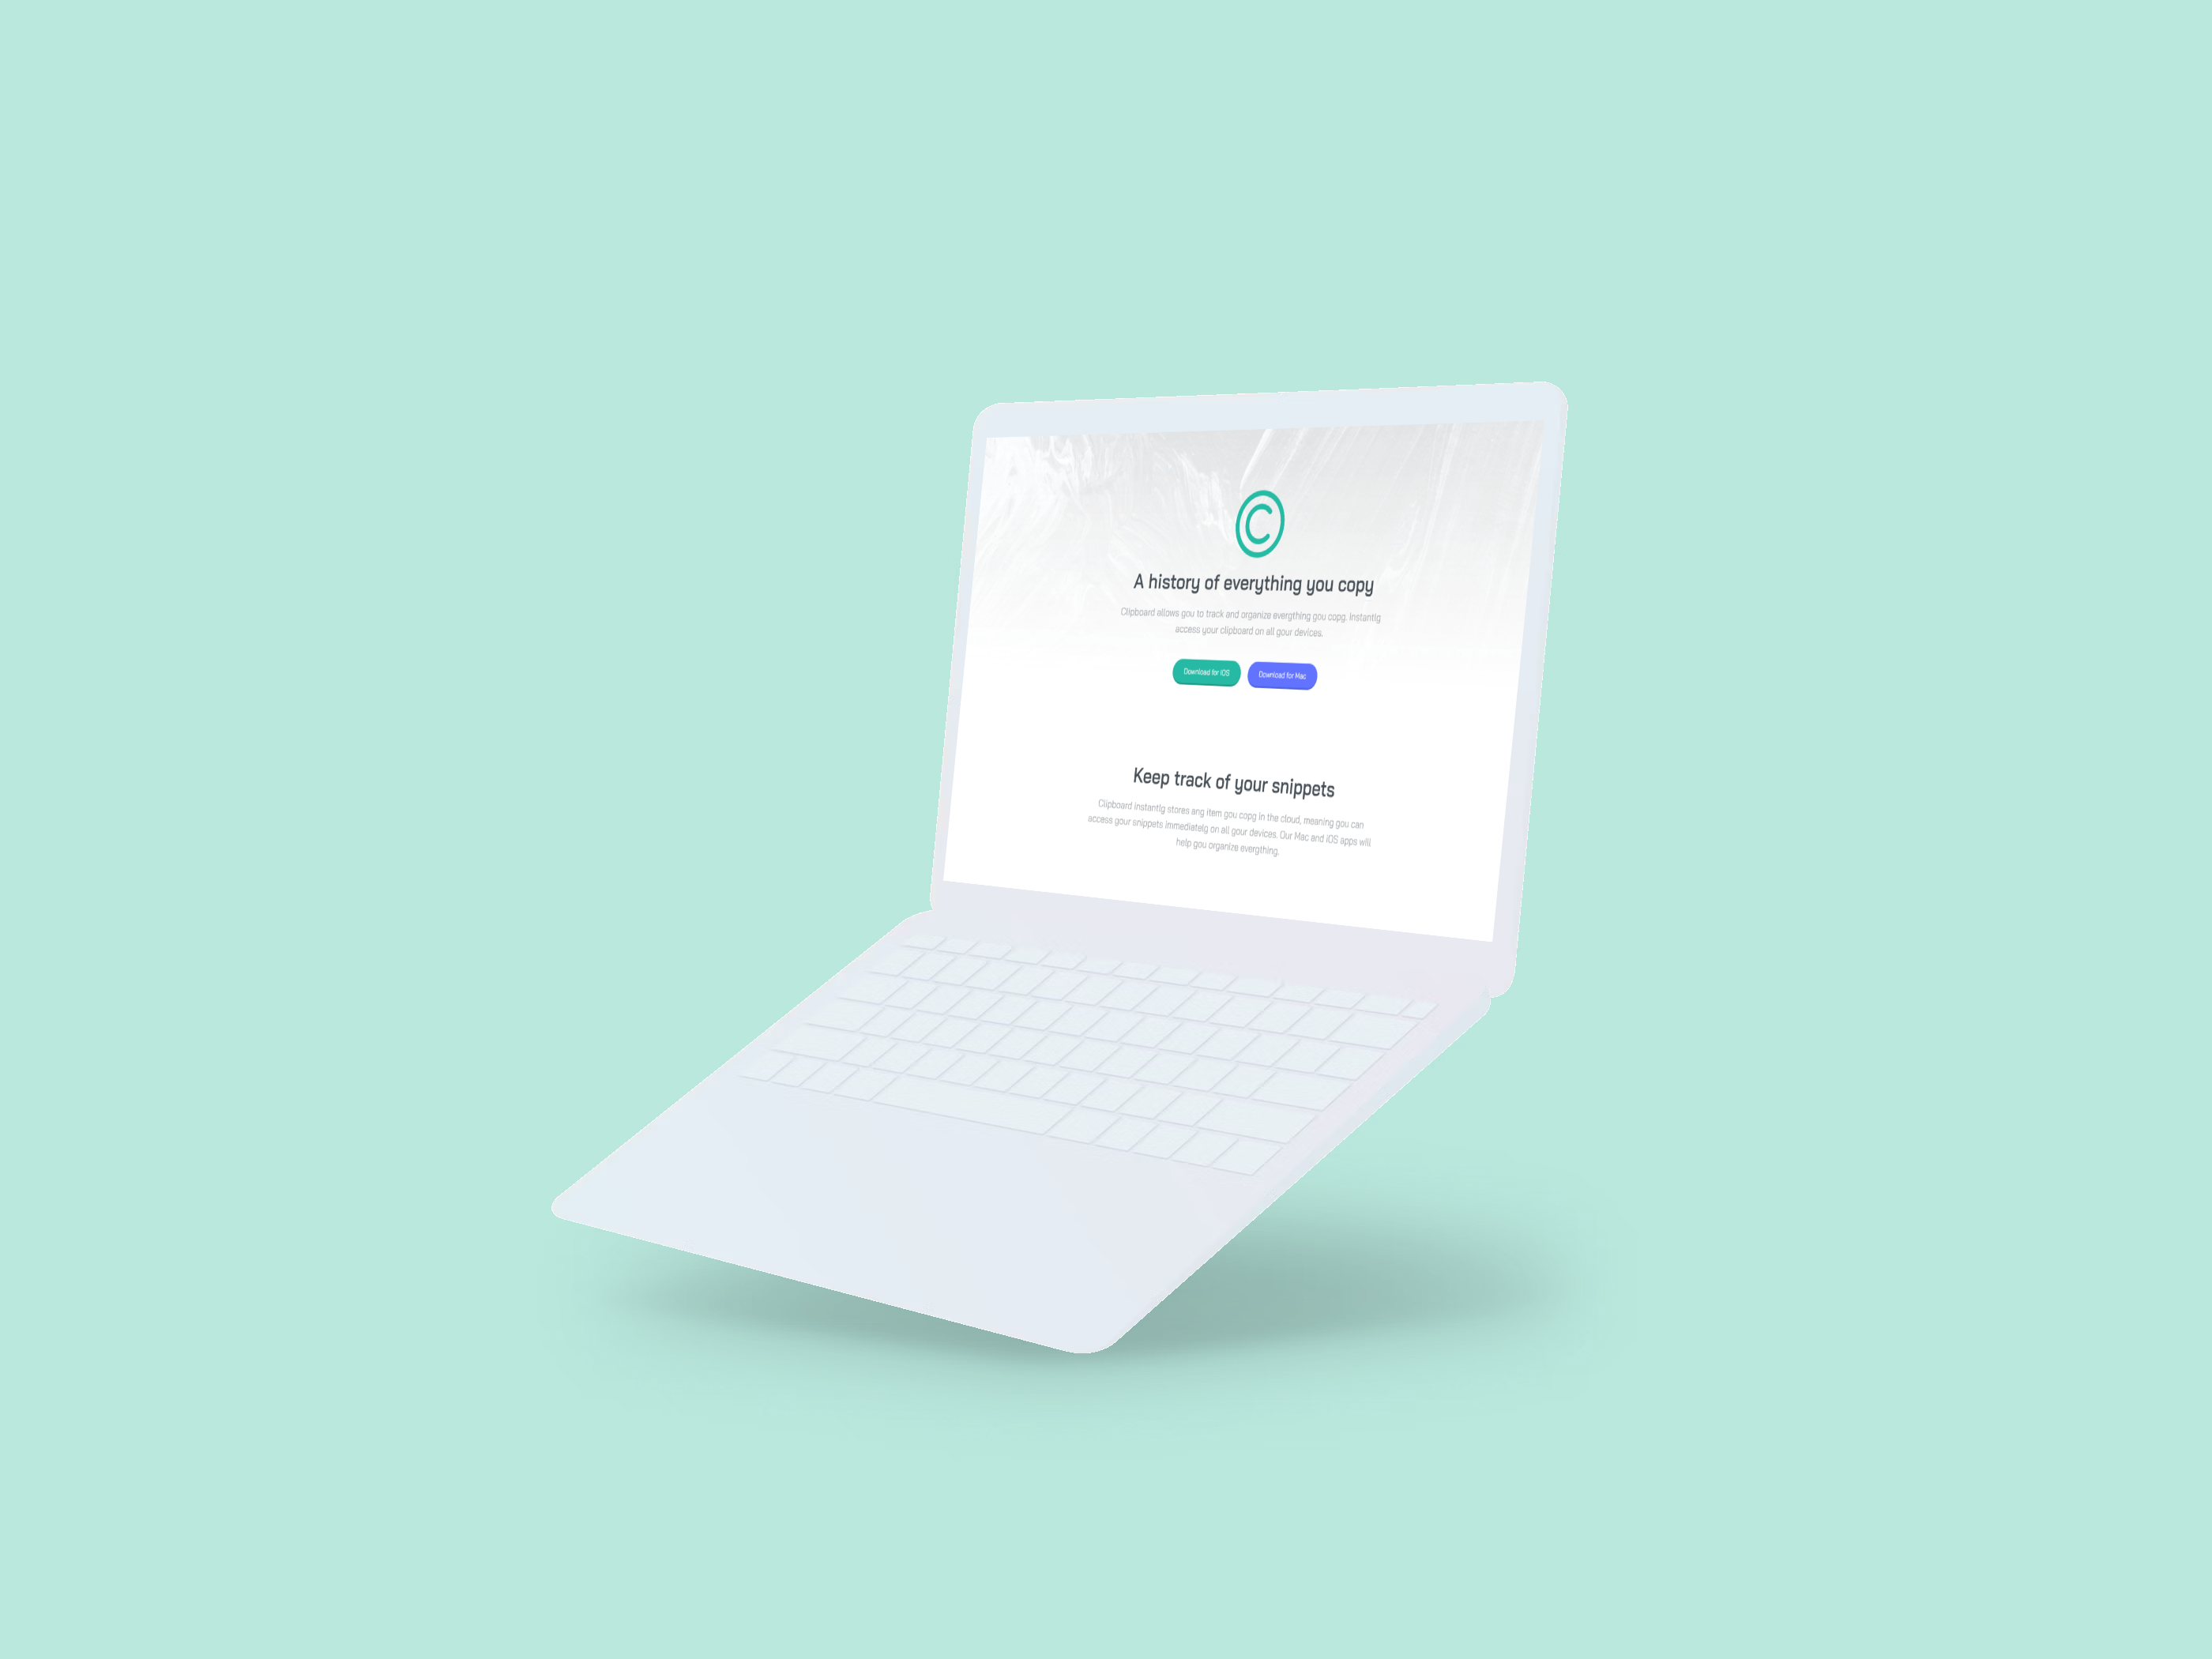 ©
A history of everything you copy
Clipboard allows you to track and organize everything you copy. Instantly
access your clipboard on all your devices.
Download for iOS
Download for Mac
Keep track of your snippets
Clipboard instantly stores any item you copy in the cloud, meaning you can
access your snippets immediately on all your devices. Our Mac and iOS apps will
help you organize everything.